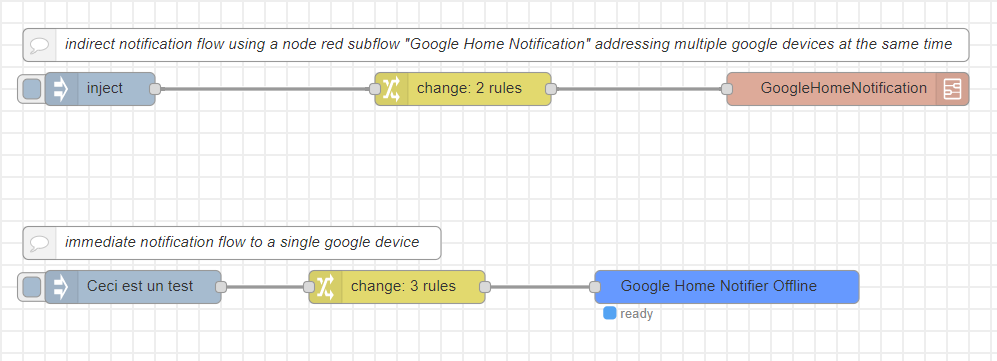 indirect notification flow using a node red subflow "Google Home Notification" addressing multiple google devices at the same time
inject
change: 2 rules
GoogleHomeNotification
immediate notification flow to a single google device
Ceci est un test
change: 3 rules
Google Home Notifier Offline
ready